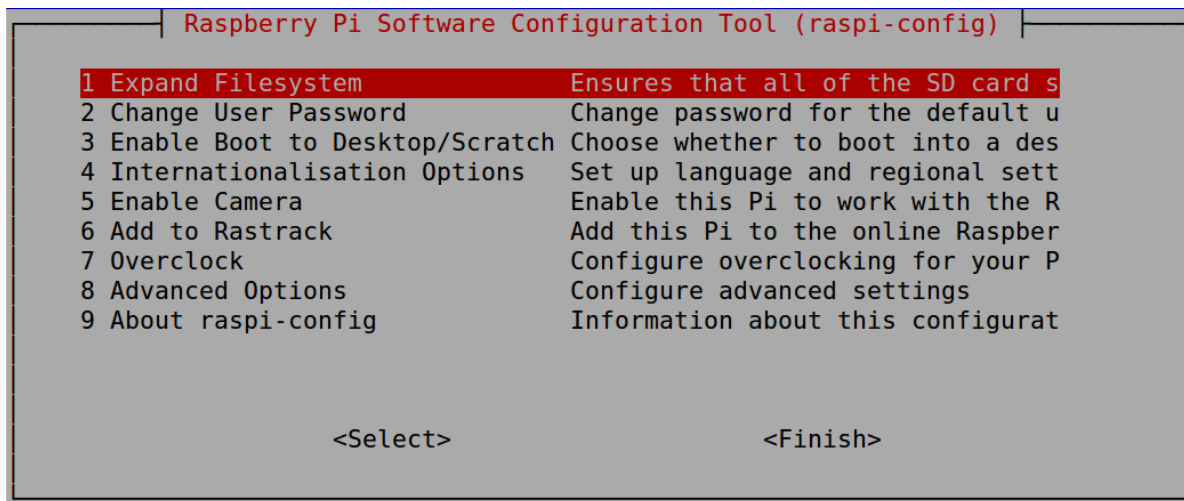 Raspberry Pi Software Configuration Tool (raspi-config)
1 Expand Filesystem Ensures that all of the SD card s
2 Change User Password Change password for the default u
3 Enable Boot to Desktop/Scratch Choose whether to boot into a des
4 Internationalisation Options Set up language and regional sett
5 Enable Camera Enable this Pi to work with the R
6 Add to Rastrack Add this Pi to the online Raspber
7 Overclock Configure overclocking for your P
8 Advanced Options Configure advanced settings
9 About raspi-config Information about this configurat
<Select> <Finish>